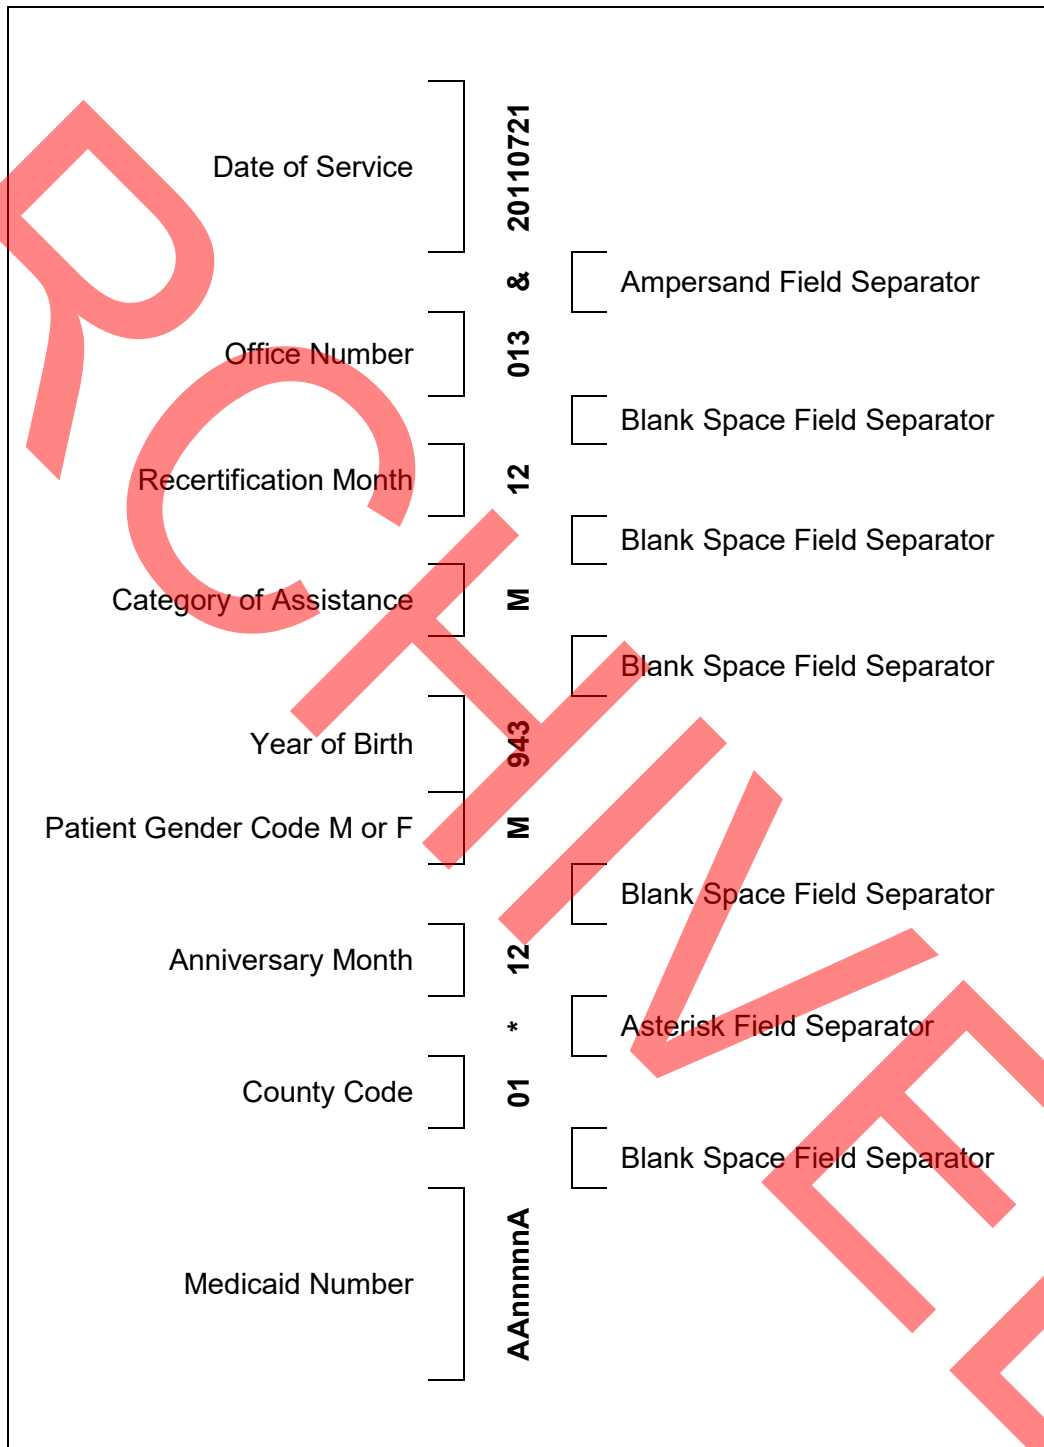 Date of Service
20110721
&
Ampersand Field Separator
Office Number
013
Blank Space Field Separator
Recertification Month
12
Blank Space Field Separator
Category of Assistance
M
Blank Space Field Separator
Year of Birth
943
Patient Gender Code M or F
M
Blank Space Field Separator
Anniversary Month
12
*
Asterisk Field Separator
County Code
01
Blank Space Field Separator
Medicaid Number
AAnnnnnA
RCHIVE